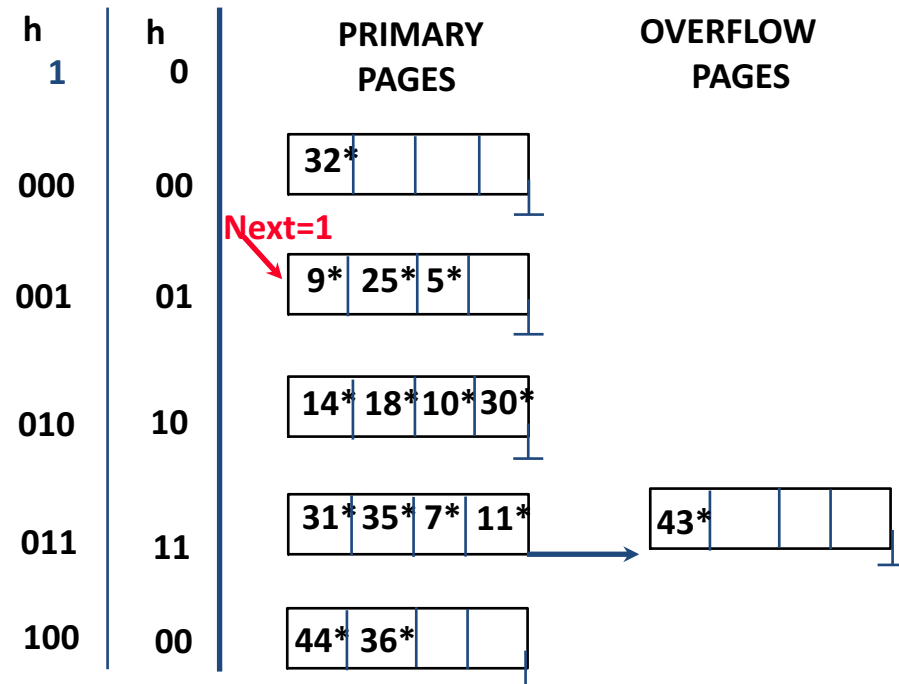 h h PRIMARY OVERFLOW
1 0 PAGES PAGES
32*
000 00
Next=1
9* 25* 5*
001 01
14* 18* 10* 30*
010 10
31* 35* 7* 11* 43*
011 11
100 00 44* 36*